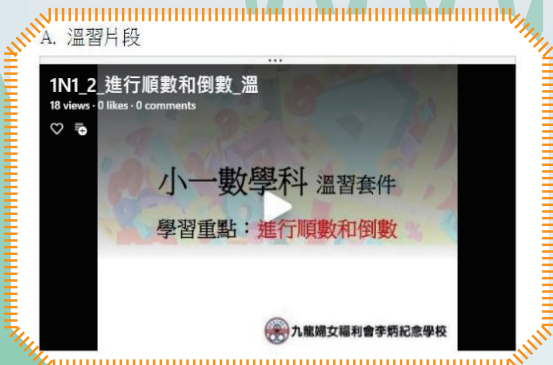 A. 溫習片段
1N1_2_進行順數和倒數_溫
18 views · 0 likes · 0 comments
小一數學科 溫習套件
學習重點：進行順數和倒數
九龍婦女福利會李炳紀念學校